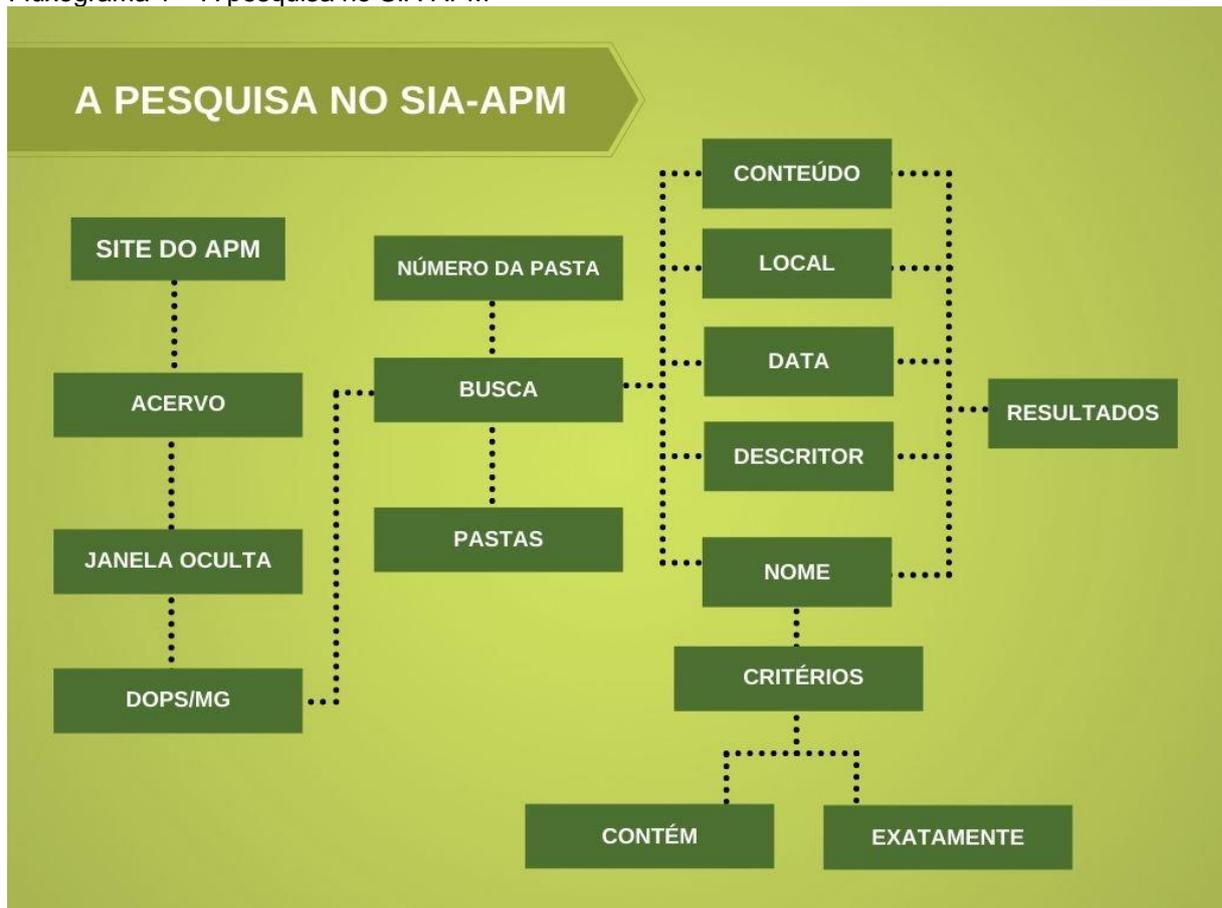 A PESQUISA NO SIA-APM
SITE DO APM
ACERVO
JANELA OCULTA
DOPS/MG
NÚMERO DA PASTA
BUSCA
PASTAS
CONTEÚDO
LOCAL
DATA
DESCRITOR
NOME
CRITÉRIOS
CONTÉM
EXATAMENTE
RESULTADOS